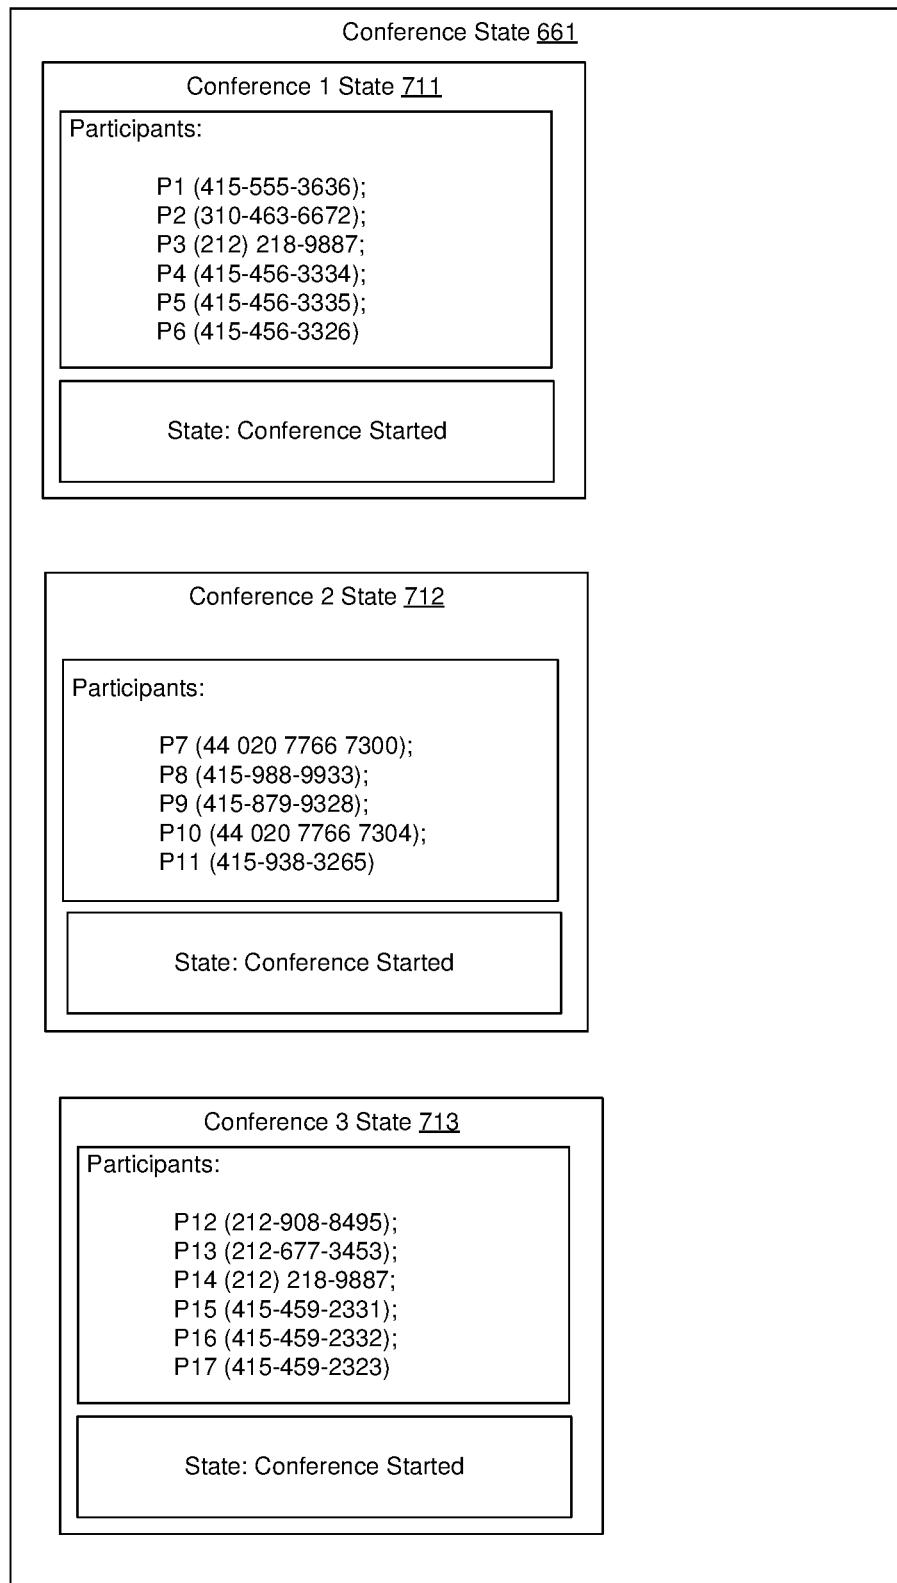 Conference State 661
Conference 1 State 711
Participants:
P1 (415-555-3636);
P2 (310-463-6672);
P3 (212) 218-9887;
P4 (415-456-3334);
P5 (415-456-3335);
P6 (415-456-3326)
State: Conference Started
Conference 2 State 712
Participants:
P7 (44 020 7766 7300);
P8 (415-988-9933);
P9 (415-879-9328);
P10 (44 020 7766 7304);
P11 (415-938-3265)
State: Conference Started
Conference 3 State 713
Participants:
P12 (212-908-8495);
P13 (212-677-3453);
P14 (212) 218-9887;
P15 (415-459-2331);
P16 (415-459-2332);
P17 (415-459-2323)
State: Conference Started